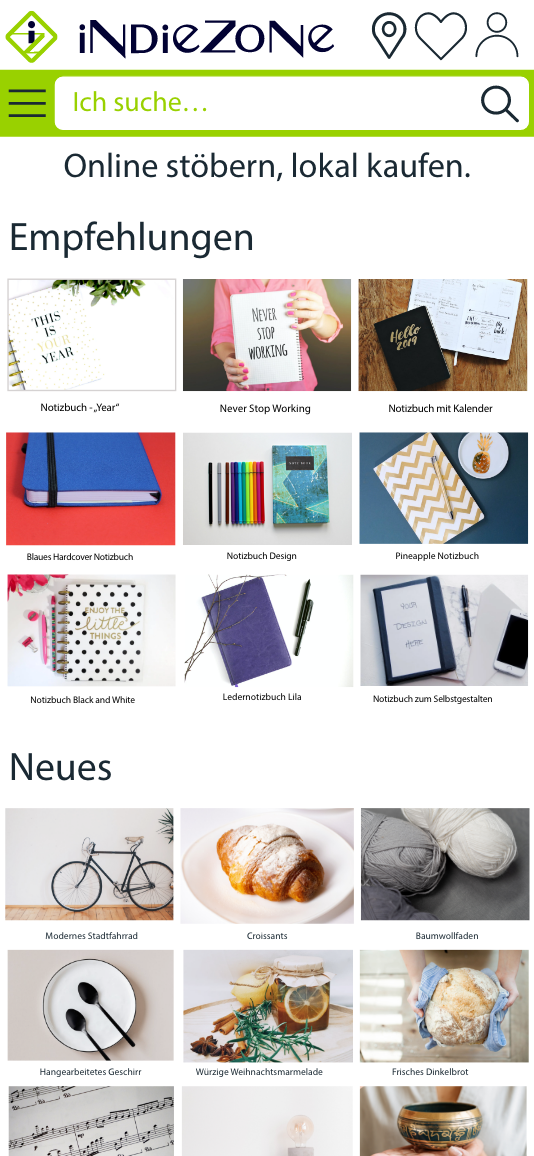 iNDieZoNe
Ich suche...
Online stöbern, lokal kaufen.
Empfehlungen
THIS
IS
YOUR
YEAR
NEVER
STOP
WORKING
Hello
2019
Notizbuch - „Year“
Never Stop Working
Notizbuch mit Kalender
NOTE BOOK
Blaues Hardcover Notizbuch
Notizbuch Design
Pineapple Notizbuch
ENJOY THE
little
THINGS
YOUR
DESIGN
HERE
Notizbuch Black and White
Ledernotizbuch Lila
Notizbuch zum Selbstgestalten
Neues
Modernes Stadtfahrrad
Croissants
Baumwollfaden
Hangearbeitetes Geschirr
Würzige Weihnachtsmarmelade
Frisches Dinkelbrot